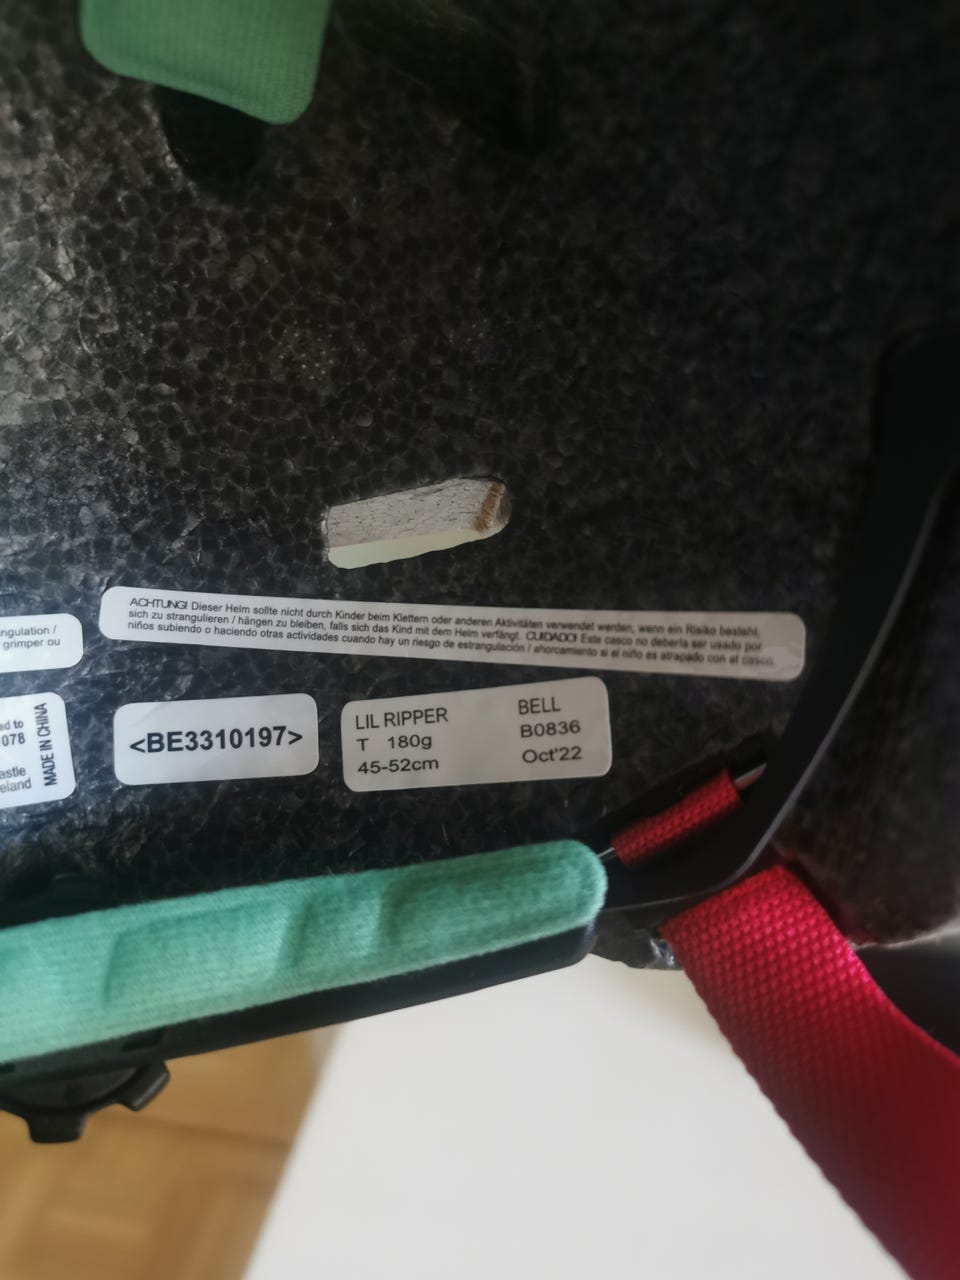 ngulation /
grimper ou
ACHTUNG! Dieser Helm sollte nicht durch Kinder beim Klettern oder anderen Aktivitäten verwendet werden, wenn ein Risiko besteht,
sich zu strangulieren / hängen zu bleiben, falls sich das Kind mit dem Helm verfängt. CUIDADO! Este casco no debería ser usado por
niños subiendo o haciendo otras actividades cuando hay un riesgo de estrangulación / ahorcamiento si el niño es atrapado con el casco.
ed to
078
astle
eland
MADE IN CHINA
<BE3310197>
LIL RIPPER BELL
T 180g B0836
45-52cm Oct'22